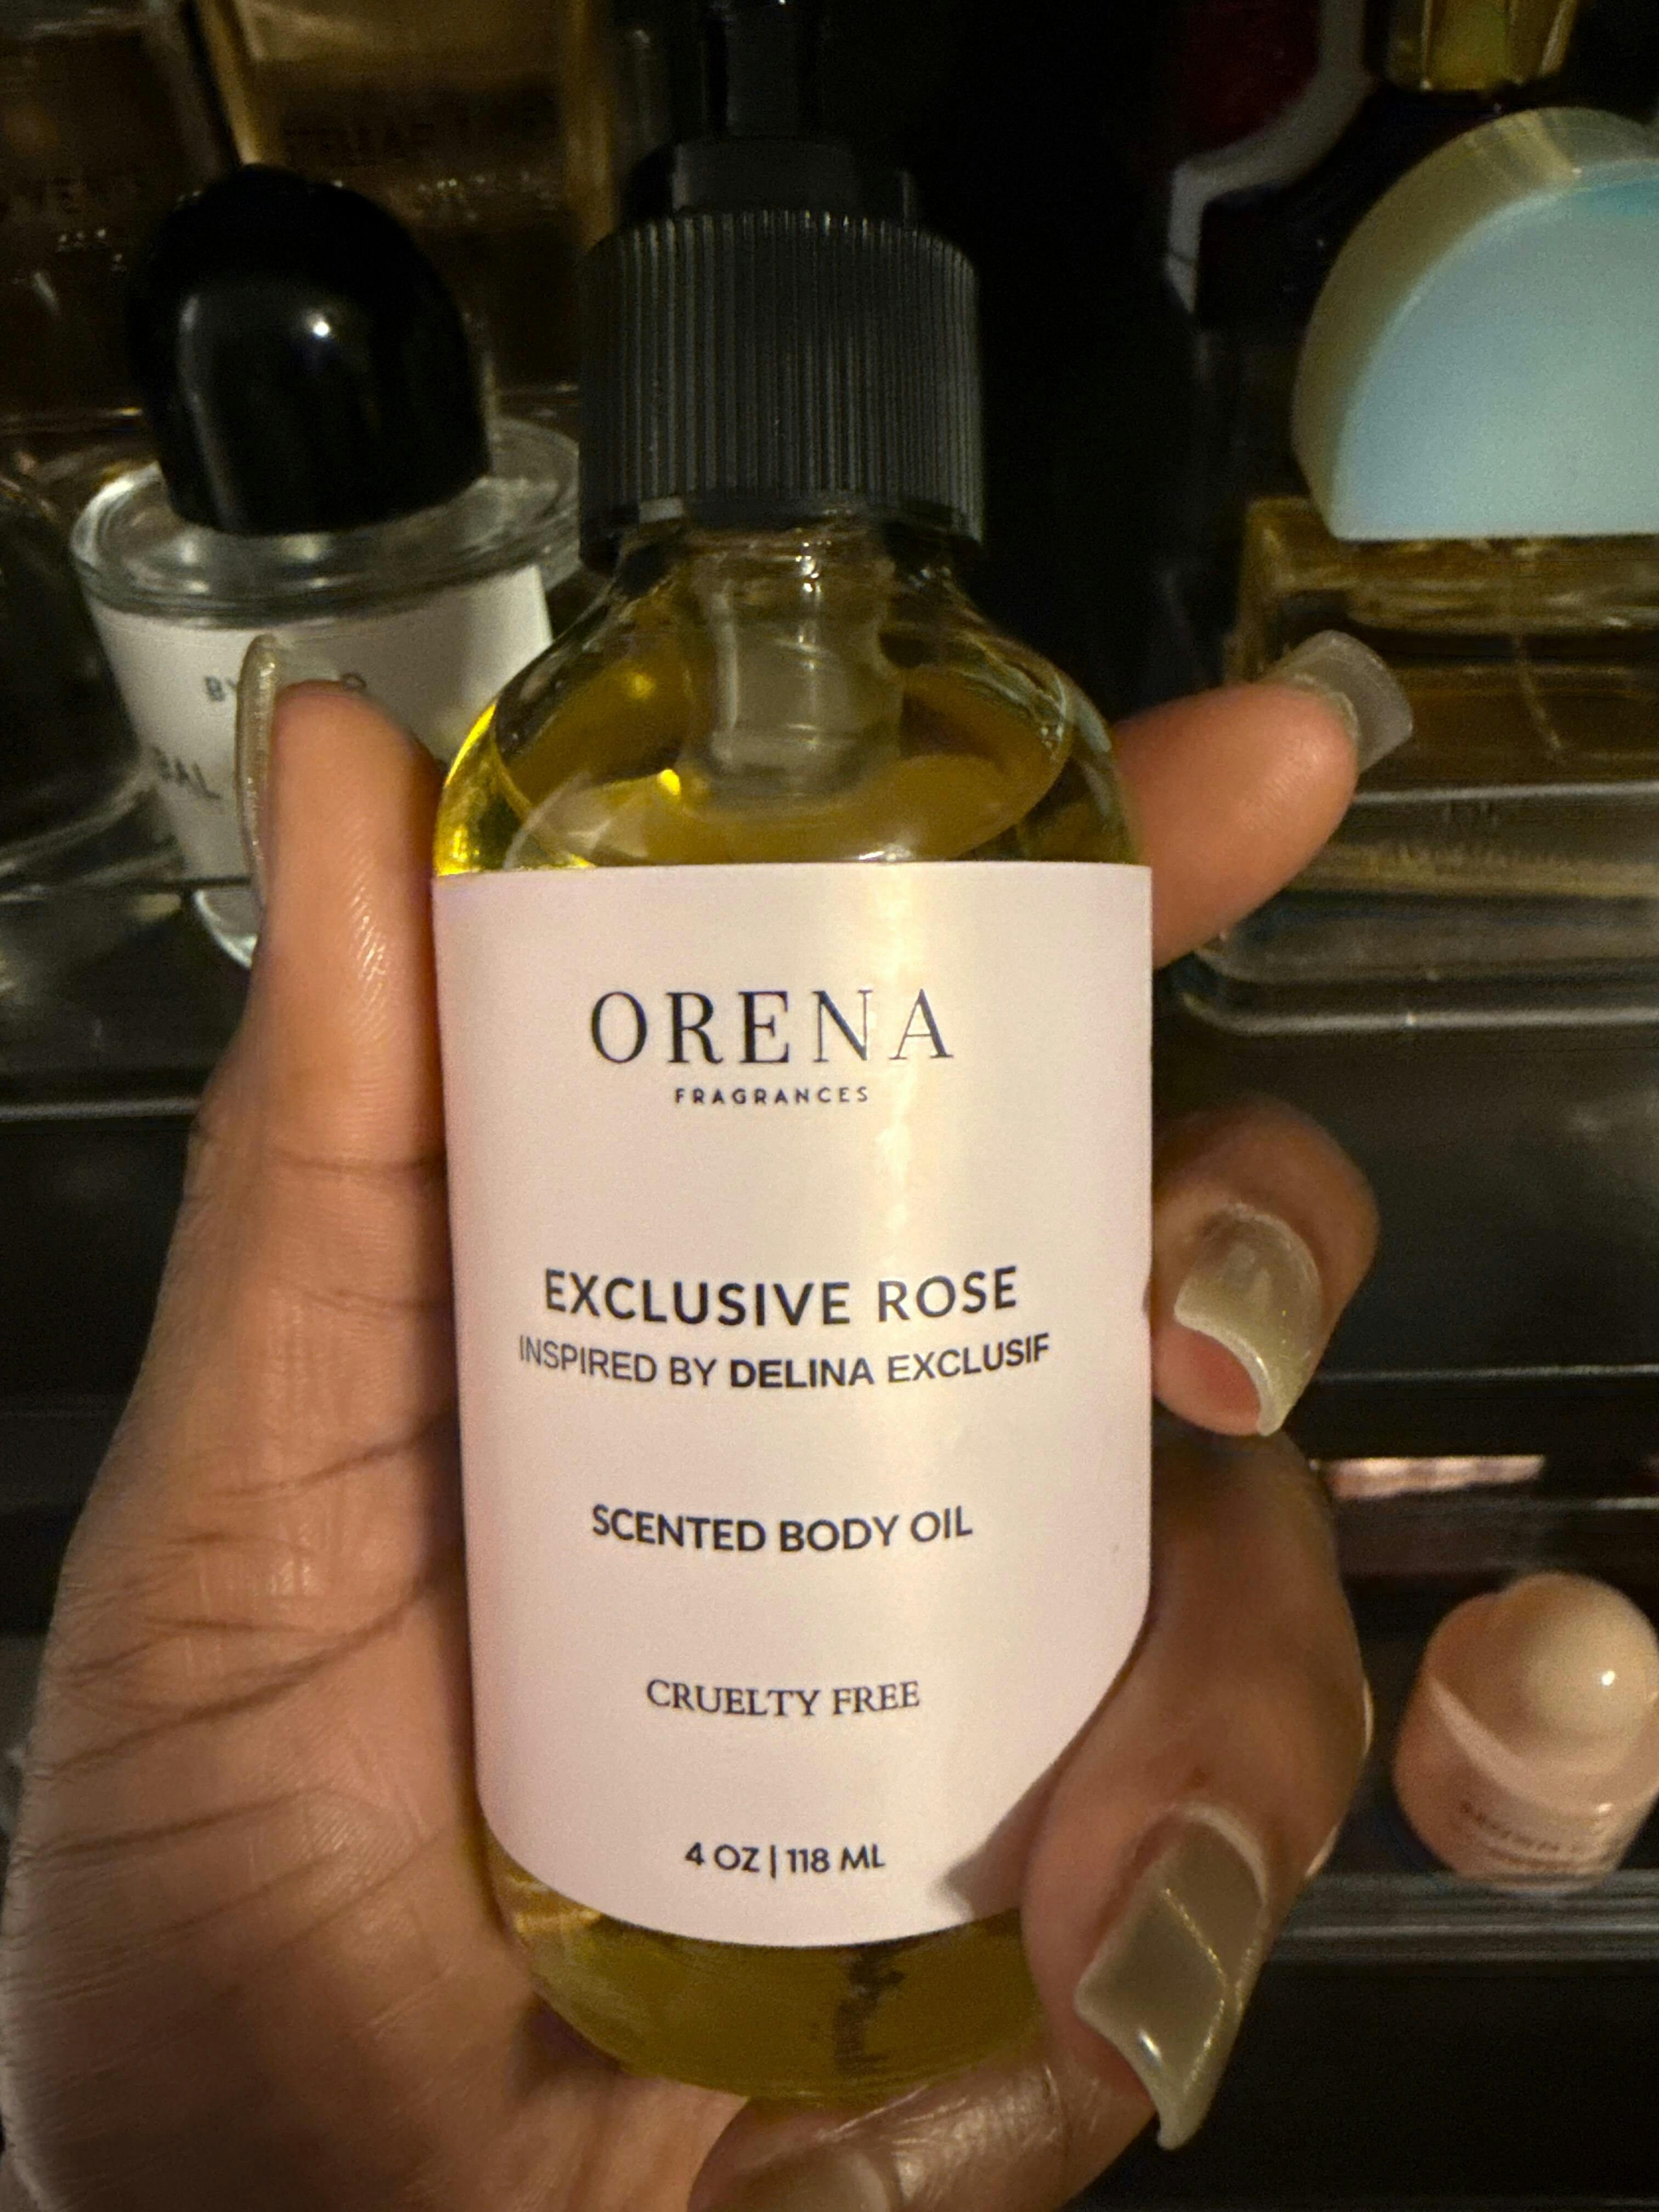 ORENA
FRAGRANCES
EXCLUSIVE ROSE
INSPIRED BY DELINA EXCLUSIF
SCENTED BODY OIL
CRUELTY FREE
4 OZ | 118 ML